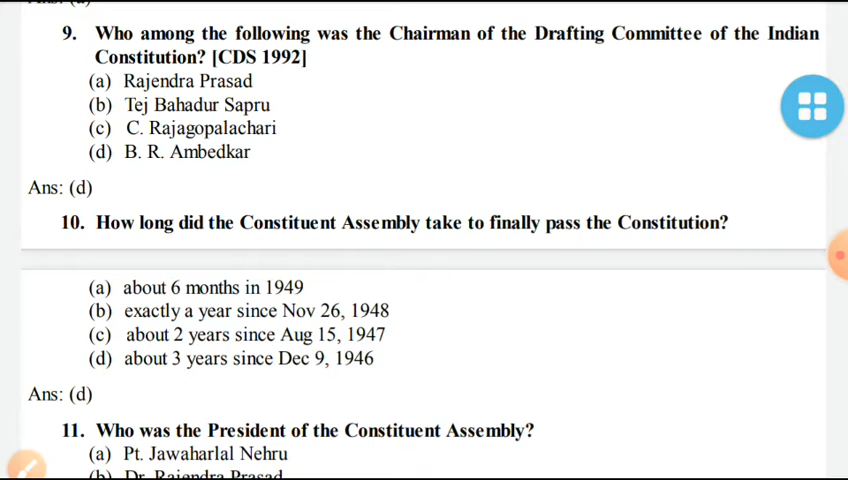 9. Who among the following was the Chairman of the Drafting Committee of the Indian
Constitution? [CDS 1992]
(a) Rajendra Prasad
(b) Tej Bahadur Sapru
(c) C. Rajagopalachari
(d) B. R. Ambedkar
Ans: (d)
10. How long did the Constituent Assembly take to finally pass the Constitution?
(a) about 6 months in 1949
(b) exactly a year since Nov 26, 1948
(c) about 2 years since Aug 15, 1947
(d) about 3 years since Dec 9, 1946
Ans: (d)
11. Who was the President of the Constituent Assembly?
(a) Pt. Jawaharlal Nehru
(b) Dr. Rajendra Prasad